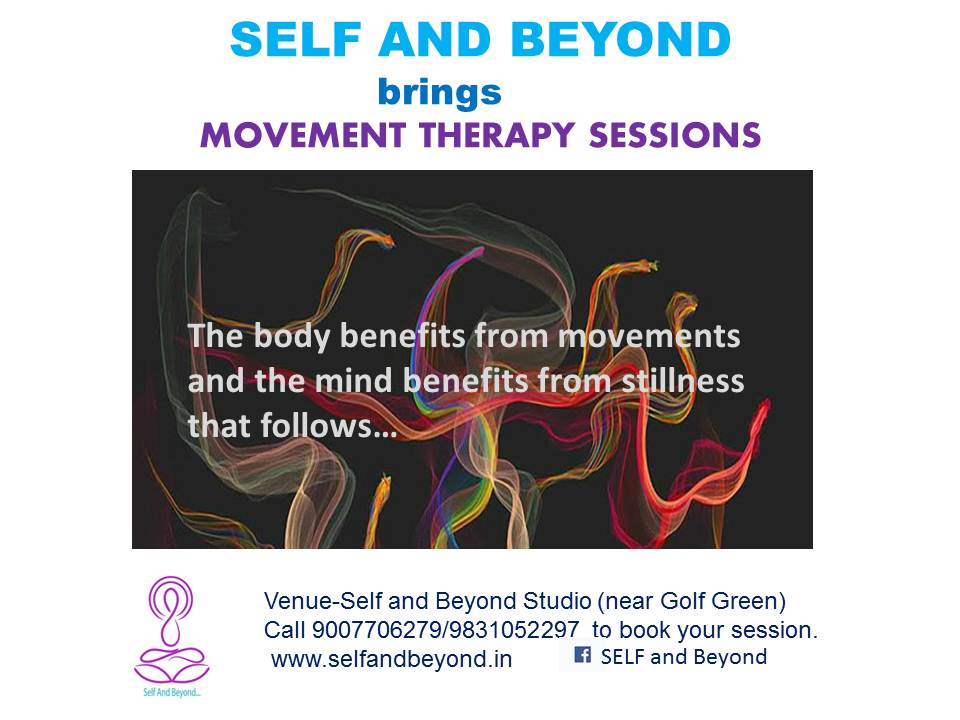 SELF AND BEYOND
brings
MOVEMENT THERAPY SESSIONS
The body benefits from movements
and the mind benefits from stillness
that follows...
Venue-Self and Beyond Studio (near Golf Green)
Call 9007706279/9831052297 to book your session.
www.selfandbeyond.in
SELF and Beyond
Self And Beyond...